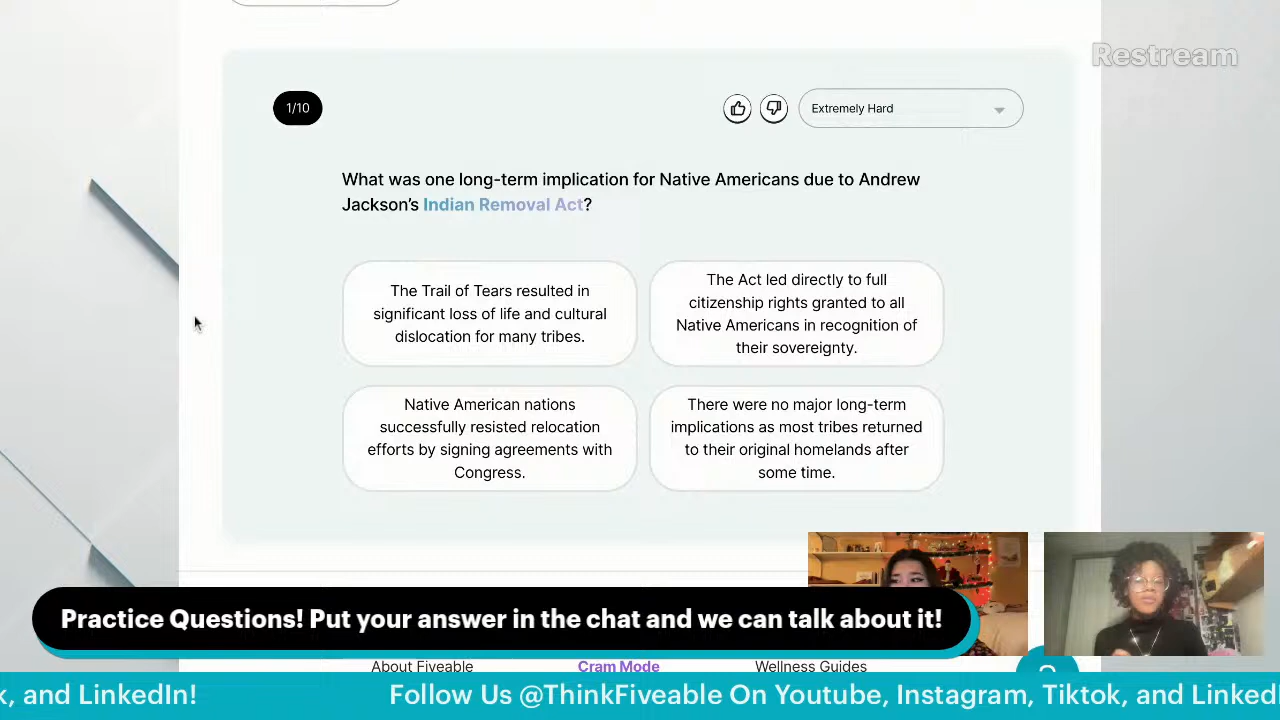 Restream
1/10
Extremely Hard
What was one long-term implication for Native Americans due to Andrew
Jackson's Indian Removal Act?
The Trail of Tears resulted in
significant loss of life and cultural
dislocation for many tribes.
The Act led directly to full
citizenship rights granted to all
Native Americans in recognition of
their sovereignty.
Native American nations
successfully resisted relocation
efforts by signing agreements with
Congress.
There were no major long-term
implications as most tribes returned
to their original homelands after
some time.
Practice Questions! Put your answer in the chat and we can talk about it!
About Fiveable
Cram Mode
Wellness Guides
k, and LinkedIn!
Follow Us @ThinkFiveable On Youtube, Instagram, Tiktok, and LinkedI